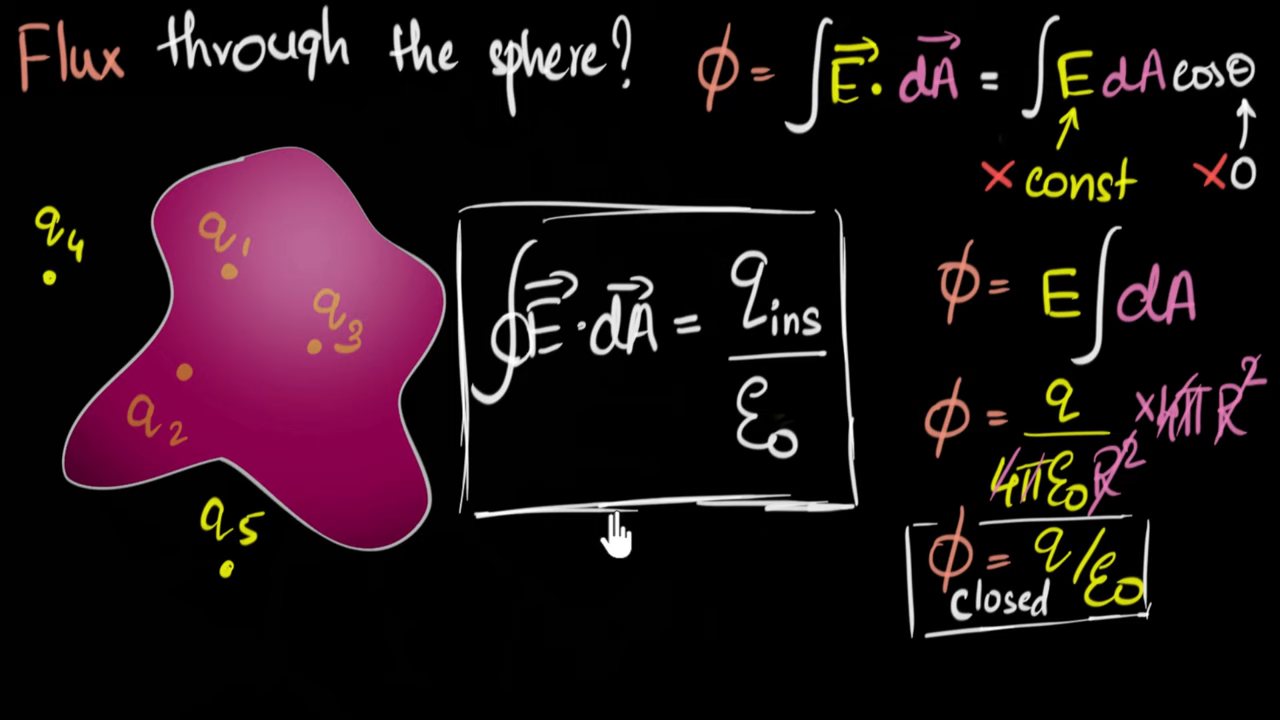 Flux through the sphere?
ϕ = ∫ E⃗ · dA⃗ = ∫ E dA cosθ
× const
× 0
q₄
q₁
q₃
q₂
q₅
∮ E⃗ · dA⃗ = q_ins / ε₀
ϕ = E ∫ dA
ϕ = q / 4πε₀R² × 4πR²
ϕ closed = q/ε₀